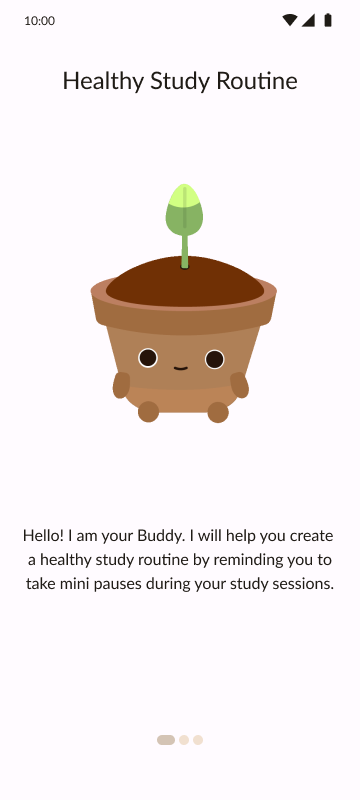 10:00
Healthy Study Routine
Hello! I am your Buddy. I will help you create
a healthy study routine by reminding you to
take mini pauses during your study sessions.